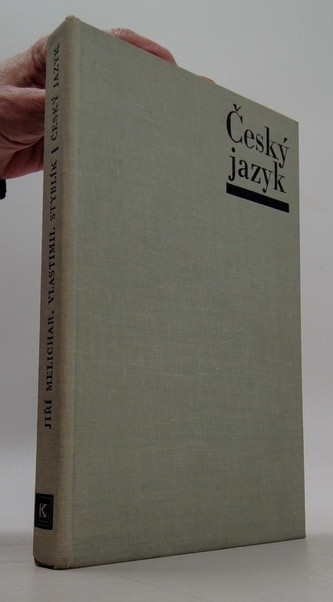 Český
jazyk
JIŘÍ MELICHAR, VLASTIMIL STYBLÍK | ČESKÝ JAZYK
K